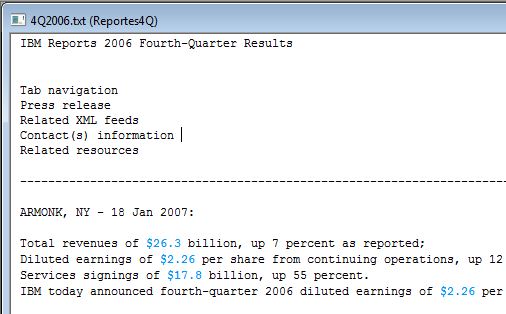 4Q2006.txt (Reportes4Q)
IBM Reports 2006 Fourth-Quarter Results
Tab navigation
Press release
Related XML feeds
Contact(s) information
Related resources
--------------------------------------------------------------------------
ARMONK, NY - 18 Jan 2007:
Total revenues of $26.3 billion, up 7 percent as reported;
Diluted earnings of $2.26 per share from continuing operations, up 12
Services signings of $17.8 billion, up 55 percent.
IBM today announced fourth-quarter 2006 diluted earnings of $2.26 per